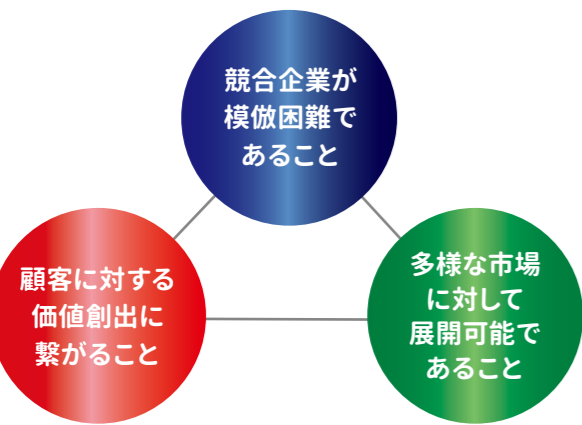 競合企業が
模倣困難で
あること
顧客に対する
価値創出に
繋がること
多様な市場
に対して
展開可能で
あること